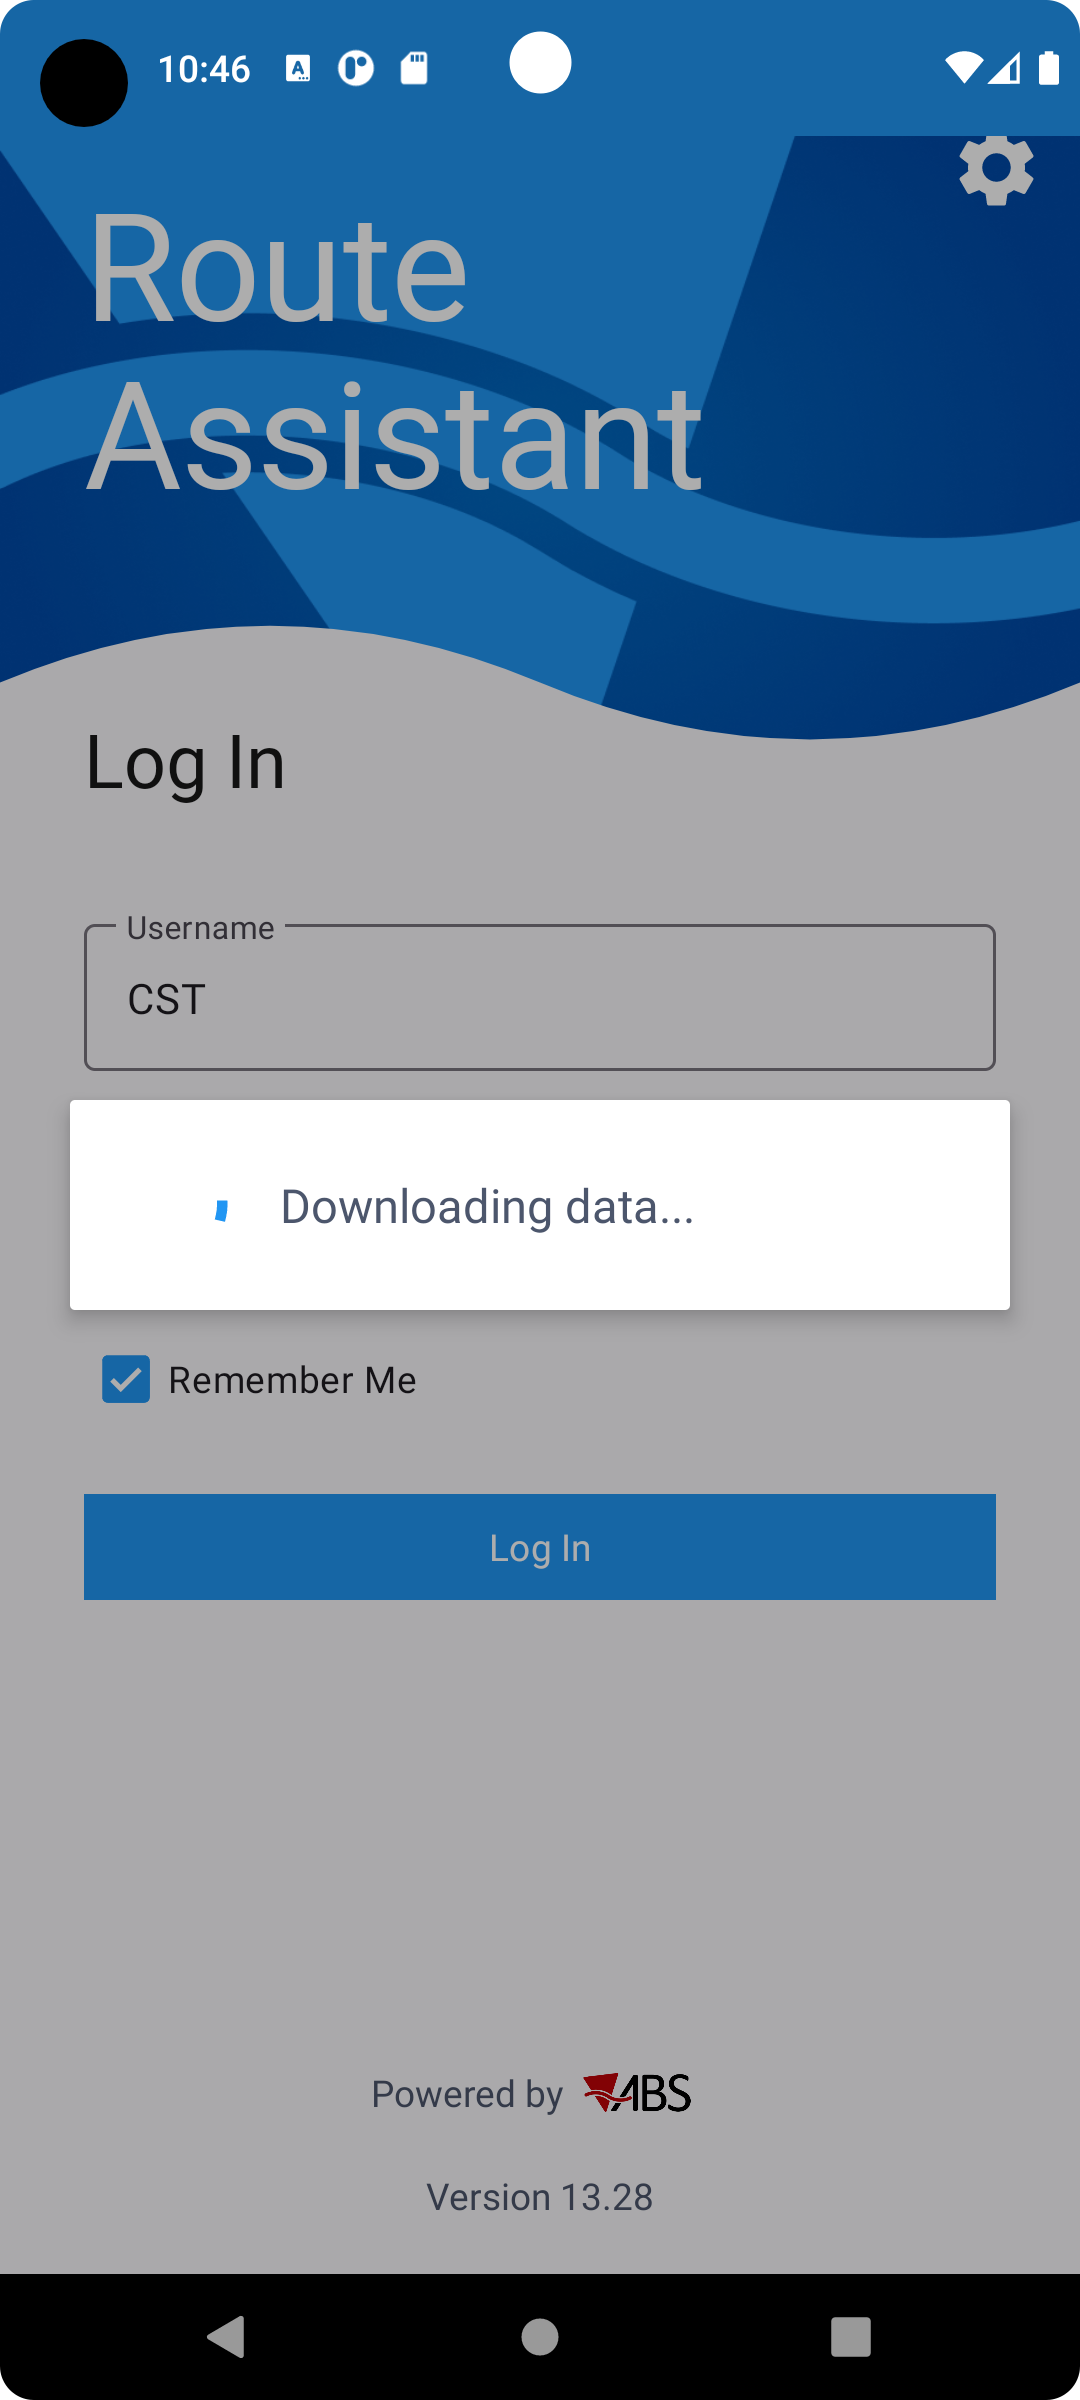 10:46
Route
Assistant
Log In
Username
CST
Downloading data...
Remember Me
Log In
Powered by ABS
Version 13.28